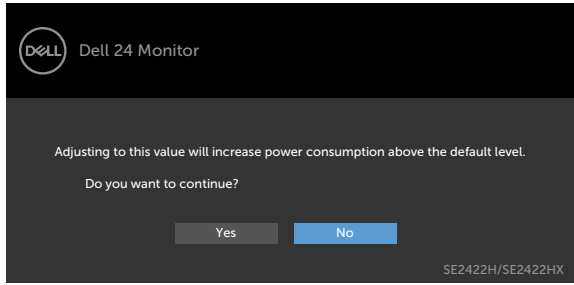 DELL Dell 24 Monitor
Adjusting to this value will increase power consumption above the default level.
Do you want to continue?
Yes No
SE2422H/SE2422HX